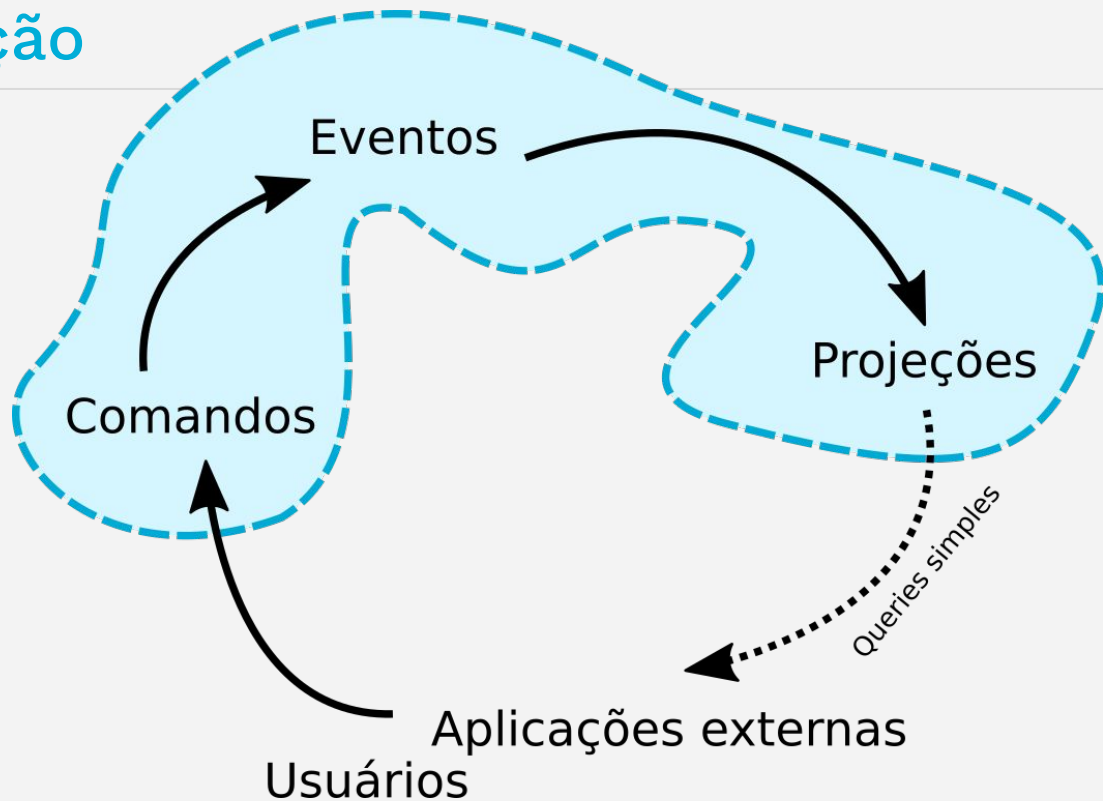 ção
Eventos
Projeções
Comandos
Queries simples
Aplicações externas
Usuários